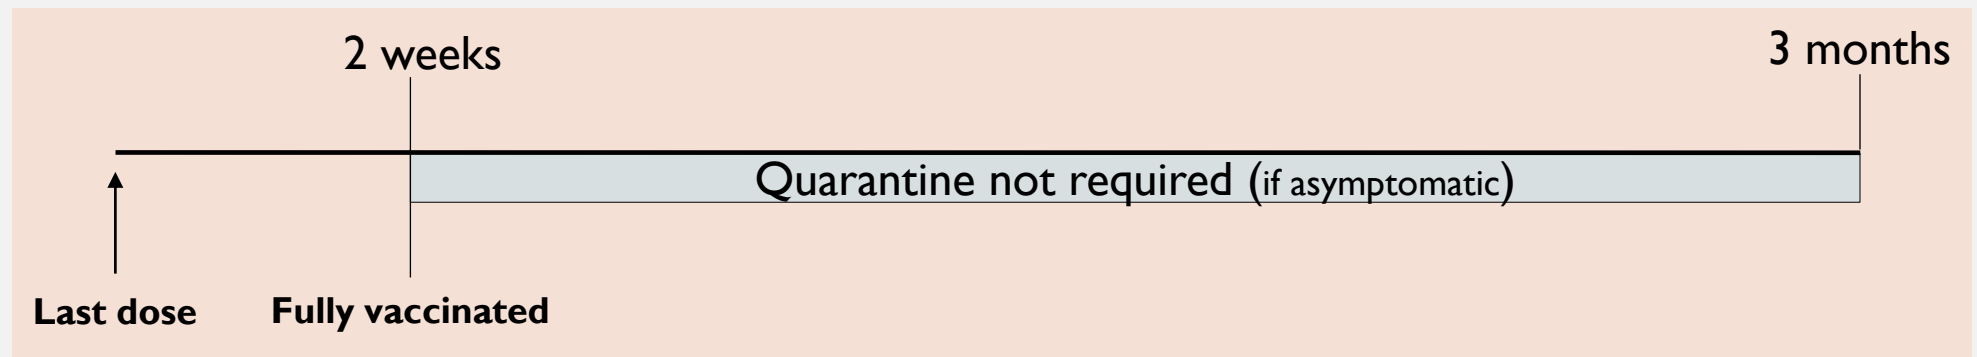 2 weeks
3 months
Quarantine not required (if asymptomatic)
Last dose
Fully vaccinated